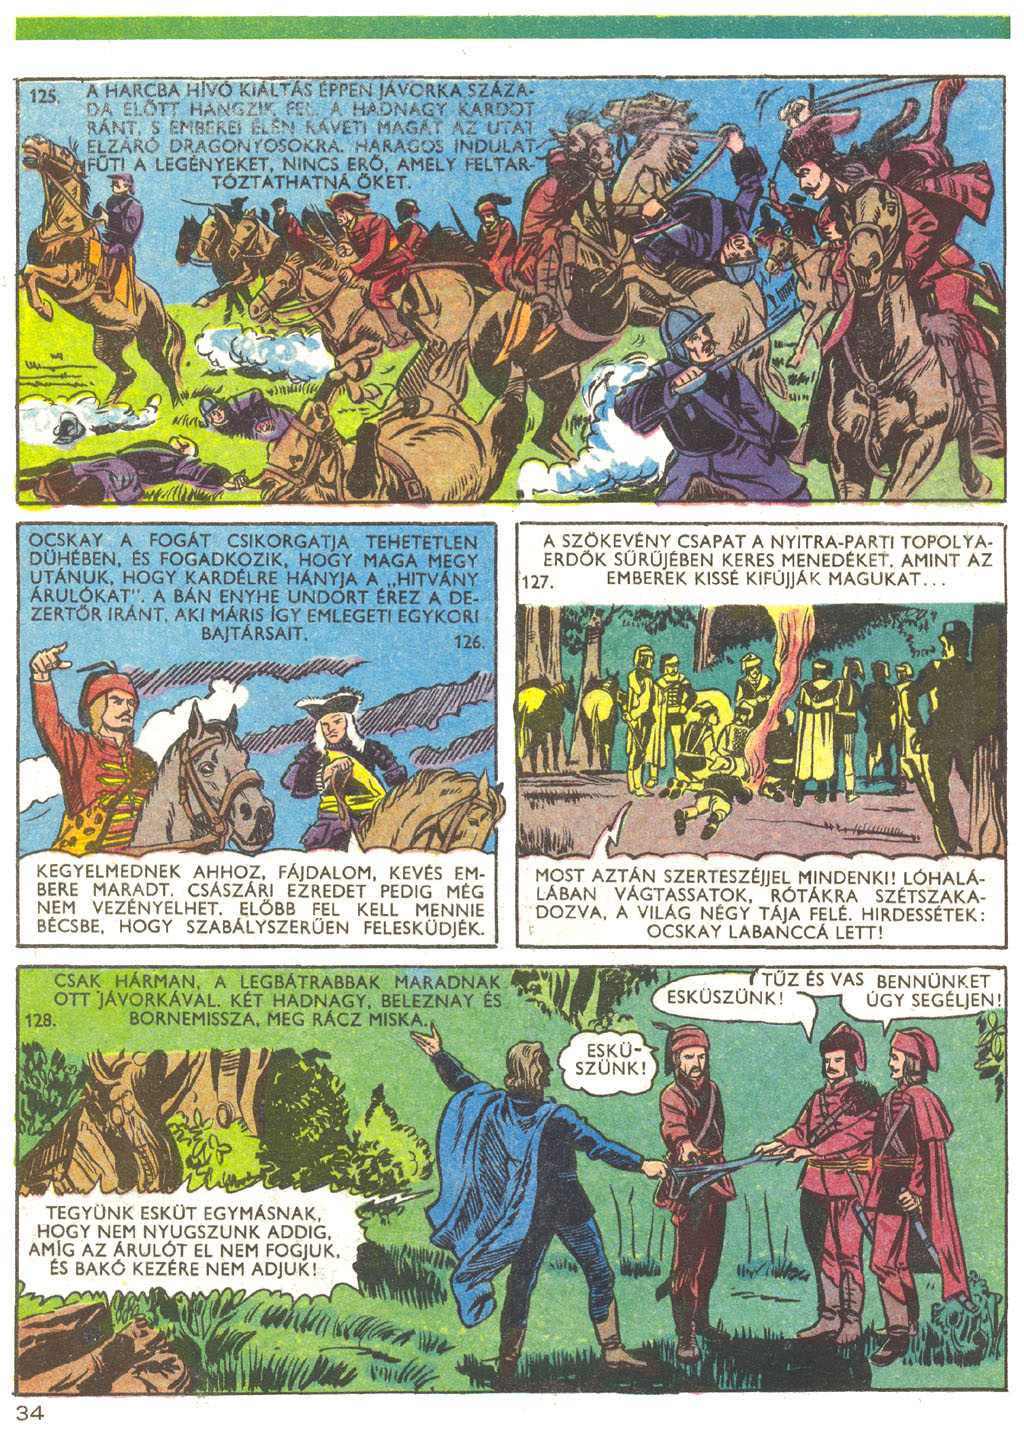 125.
A HARCBA HÍVÓ KIÁLTÁS ÉPPEN JÁVORKA SZÁZA-
DA ELŐTT HANGZIK FEL. A HADNAGY KARDOT
RÁNT, S EMBEREI ÉLÉN RÁVETI MAGÁT AZ UTAT
ELZÁRÓ DRAGONYOSOKRA. HARAGOS INDULAT
FŰTI A LEGÉNYEKET, NINCS ERŐ, AMELY FELTAR-
TÓZTATHATNÁ ŐKET.
OCSKAY A FOGÁT CSIKORGATJA TEHETETLEN
DÜHÉBEN, ÉS FOGADKOZIK, HOGY MAGA MEGY
UTÁNUK, HOGY KARDÉLRE HÁNYJA A „HITVÁNY
ÁRULÓKAT". A BÁN ENYHE UNDORT ÉREZ A DE-
ZERTŐR IRÁNT, AKI MÁRIS ÍGY EMLEGETI EGYKORI
BAJTÁRSAIT.
126.
KEGYELMEDNEK AHHOZ, FÁJDALOM, KEVÉS EM-
BERE MARADT. CSÁSZÁRI EZREDET PEDIG MÉG
NEM VEZÉNYELHET. ELŐBB FEL KELL MENNIE
BÉCSBE, HOGY SZABÁLYSZERŰEN FELESKÜDJÉK.
A SZÖKEVÉNY CSAPAT A NYITRA-PARTI TOPOLYA-
ERDŐK SŰRŰJÉBEN KERES MENEDÉKET. AMINT AZ
EMBEREK KISSÉ KIFÚJJÁK MAGUKAT...
127.
MOST AZTÁN SZERTESZÉJJEL MINDENKI! LÓHALÁ-
LÁBAN VÁGTASSATOK, RÓTÁKRA SZÉTSZAKA-
DOZVA, A VILÁG NÉGY TÁJA FELÉ. HIRDESSÉTEK:
OCSKAY LABANCCÁ LETT!
CSAK HÁRMAN, A LEGBÁTRABBAK MARADNAK
OTT JÁVORKÁVAL. KÉT HADNAGY, BELEZNAY ÉS
BORNEMISSZA, MEG RÁCZ MISKA.
128.
TEGYÜNK ESKÜT EGYMÁSNAK,
HOGY NEM NYUGSZUNK ADDIG,
AMÍG AZ ÁRULÓT EL NEM FOGJUK,
ÉS BAKÓ KEZÉRE NEM ADJUK!
ESKÜ-
SZÜNK!
ESKÜSZÜNK!
TŰZ ÉS VAS BENNÜNKET
ÚGY SEGÉLJEN!
34